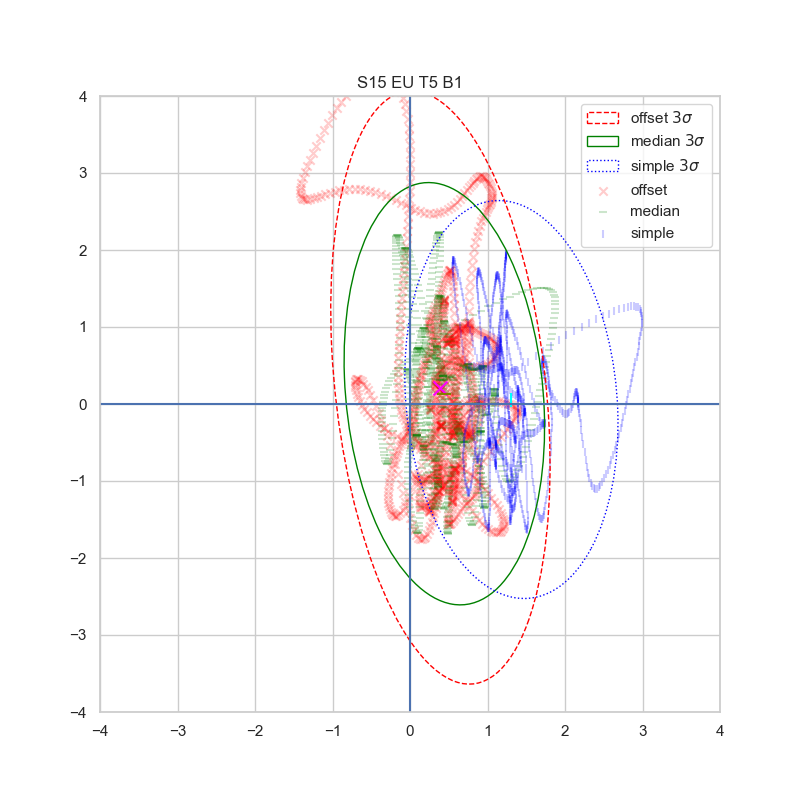 S15 EU T5 B1
offset 3σ
median 3σ
simple 3σ
offset
median
simple
4
3
2
1
0
−1
−2
−3
−4
−4 −3 −2 −1 0 1 2 3 4